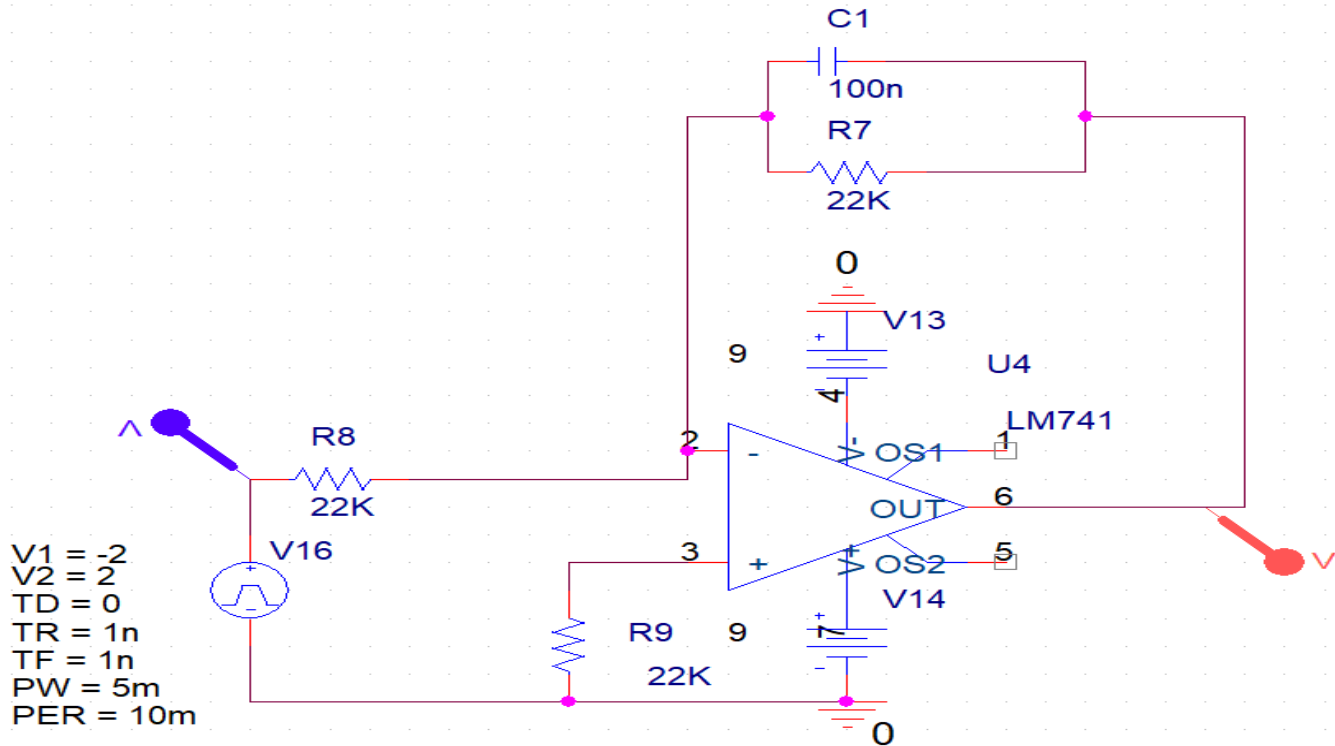 C1
100n
R7
22K
0
V13
9
U4
4
LM741
R8
2
-
V-
OS1
1
V
22K
OUT
6
V16
3
+
V+
OS2
5
V
V1 = -2
V2 = 2
TD = 0
TR = 1n
TF = 1n
PW = 5m
PER = 10m
V14
R9
9
7
22K
0